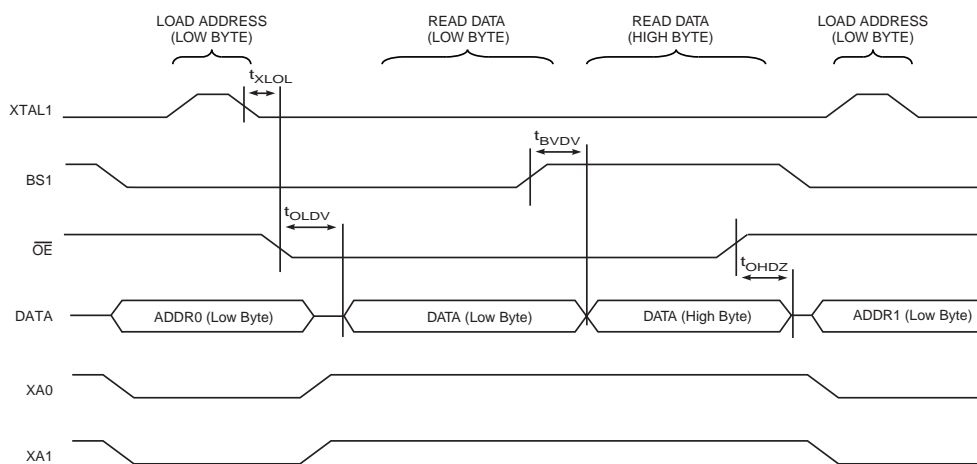 LOAD ADDRESS
(LOW BYTE)
READ DATA
(LOW BYTE)
READ DATA
(HIGH BYTE)
LOAD ADDRESS
(LOW BYTE)
tXLOL
XTAL1
tBVDV
BS1
tOLDV
OE
tOHDZ
DATA
ADDR0 (Low Byte)
DATA (Low Byte)
DATA (High Byte)
ADDR1 (Low Byte)
XA0
XA1